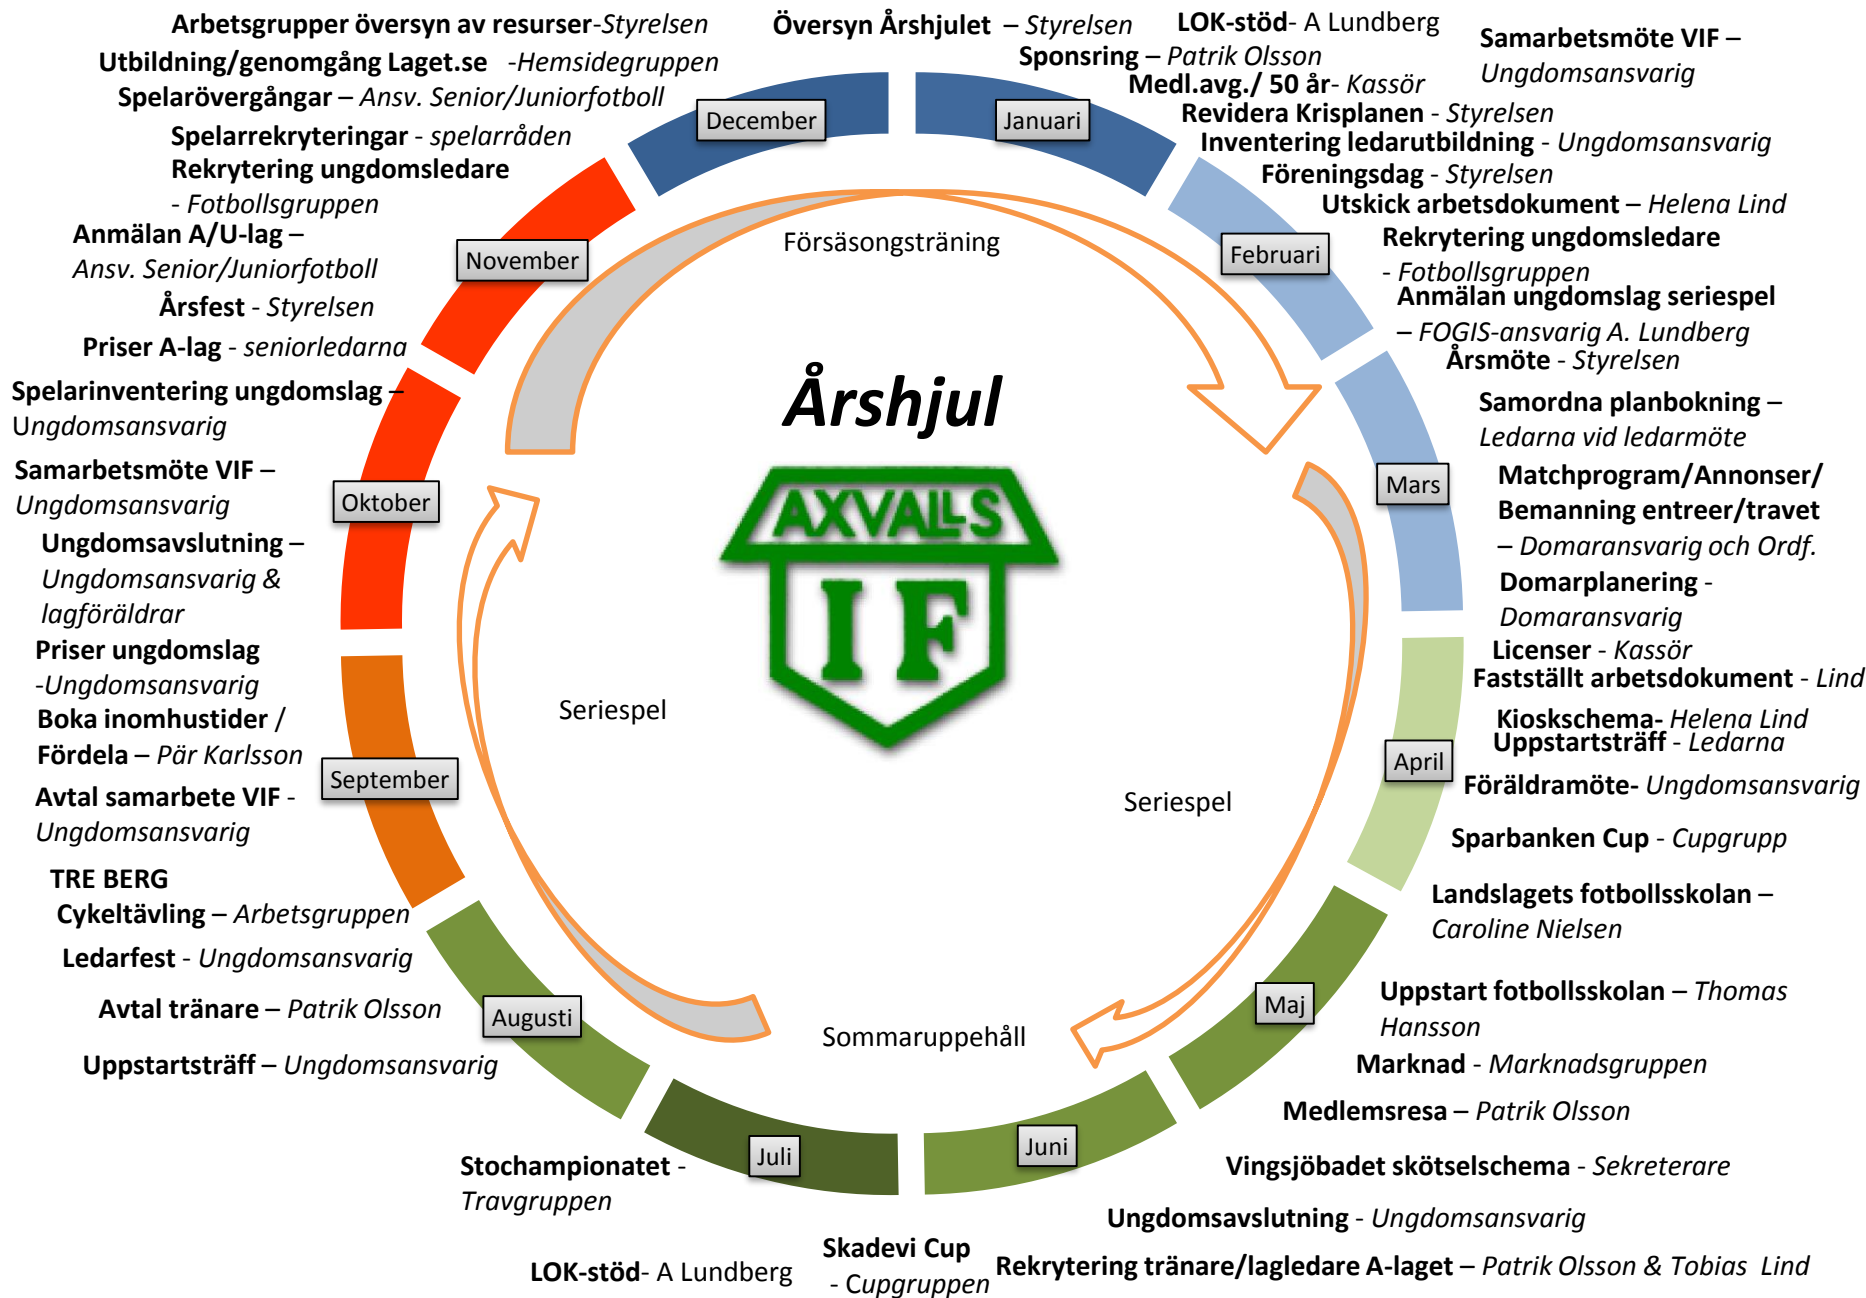 Arbetsgrupper översyn av resurser-Styrelsen
Utbildning/genomgång Laget.se -Hemsidegruppen
Spelarövergångar – Ansv. Senior/Juniorfotboll
Spelarrekryteringar - spelarråden
Rekrytering ungdomsledare
- Fotbollsgruppen
Anmälan A/U-lag –
Ansv. Senior/Juniorfotboll
Årsfest - Styrelsen
Priser A-lag - seniorledarna
Spelarinventering ungdomslag –
Ungdomsansvarig
Samarbetsmöte VIF –
Ungdomsansvarig
Ungdomsavslutning –
Ungdomsansvarig &
lagföräldrar
Priser ungdomslag
-Ungdomsansvarig
Boka inomhustider /
Fördela – Pär Karlsson
Avtal samarbete VIF -
Ungdomsansvarig
TRE BERG
Cykeltävling – Arbetsgruppen
Ledarfest - Ungdomsansvarig
Avtal tränare – Patrik Olsson
Uppstartsträff – Ungdomsansvarig
Stochampionatet -
Travgruppen
LOK-stöd- A Lundberg
Skadevi Cup
- Cupgruppen
Översyn Årshjulet – Styrelsen
LOK-stöd- A Lundberg
Sponsring – Patrik Olsson
Samarbetsmöte VIF –
Ungdomsansvarig
Medl.avg./ 50 år- Kassör
Revidera Krisplanen - Styrelsen
Inventering ledarutbildning - Ungdomsansvarig
Föreningsdag - Styrelsen
Utskick arbetsdokument – Helena Lind
Rekrytering ungdomsledare
- Fotbollsgruppen
Anmälan ungdomslag seriespel
– FOGIS-ansvarig A. Lundberg
Årsmöte - Styrelsen
Samordna planbokning –
Ledarna vid ledarmöte
Matchprogram/Annonser/
Bemanning entreer/travet
– Domaransvarig och Ordf.
Domarplanering -
Domaransvarig
Licenser - Kassör
Fastställt arbetsdokument - Lind
Kioskschema- Helena Lind
Uppstartsträff - Ledarna
Föräldramöte- Ungdomsansvarig
Sparbanken Cup - Cupgrupp
Landslagets fotbollsskolan –
Caroline Nielsen
Uppstart fotbollsskolan – Thomas
Hansson
Marknad - Marknadsgruppen
Medlemsresa – Patrik Olsson
Vingsjöbadet skötselschema - Sekreterare
Ungdomsavslutning - Ungdomsansvarig
Rekrytering tränare/lagledare A-laget – Patrik Olsson & Tobias Lind
December
Januari
Februari
Mars
April
Maj
Juni
Juli
Augusti
September
Oktober
November
Försäsongsträning
Årshjul
AXVALLS
IF
Seriespel
Seriespel
Sommaruppehåll